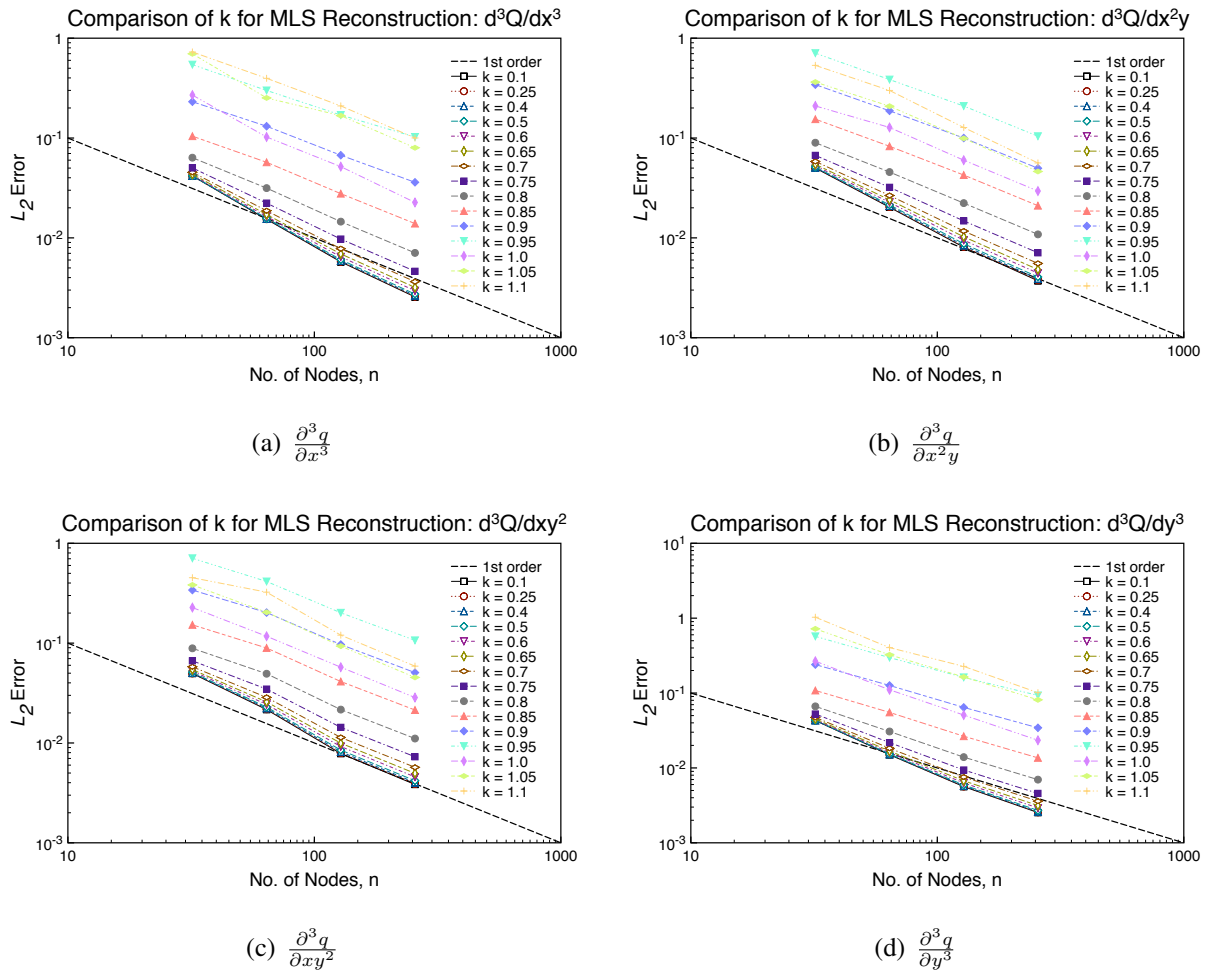 Comparison of k for MLS Reconstruction: d³Q/dx³
1
10⁻¹
10⁻²
10⁻³
L₂ Error
10
100
1000
No. of Nodes, n
1st order
k = 0.1
k = 0.25
k = 0.4
k = 0.5
k = 0.6
k = 0.65
k = 0.7
k = 0.75
k = 0.8
k = 0.85
k = 0.9
k = 0.95
k = 1.0
k = 1.05
k = 1.1
(a) ∂³q/∂x³
Comparison of k for MLS Reconstruction: d³Q/dx²y
1
10⁻¹
10⁻²
10⁻³
L₂ Error
10
100
1000
No. of Nodes, n
1st order
k = 0.1
k = 0.25
k = 0.4
k = 0.5
k = 0.6
k = 0.65
k = 0.7
k = 0.75
k = 0.8
k = 0.85
k = 0.9
k = 0.95
k = 1.0
k = 1.05
k = 1.1
(b) ∂³q/∂x²y
Comparison of k for MLS Reconstruction: d³Q/dxy²
1
10⁻¹
10⁻²
10⁻³
L₂ Error
10
100
1000
No. of Nodes, n
1st order
k = 0.1
k = 0.25
k = 0.4
k = 0.5
k = 0.6
k = 0.65
k = 0.7
k = 0.75
k = 0.8
k = 0.85
k = 0.9
k = 0.95
k = 1.0
k = 1.05
k = 1.1
(c) ∂³q/∂xy²
Comparison of k for MLS Reconstruction: d³Q/dy³
10¹
1
10⁻¹
10⁻²
10⁻³
L₂ Error
10
100
1000
No. of Nodes, n
1st order
k = 0.1
k = 0.25
k = 0.4
k = 0.5
k = 0.6
k = 0.65
k = 0.7
k = 0.75
k = 0.8
k = 0.85
k = 0.9
k = 0.95
k = 1.0
k = 1.05
k = 1.1
(d) ∂³q/∂y³